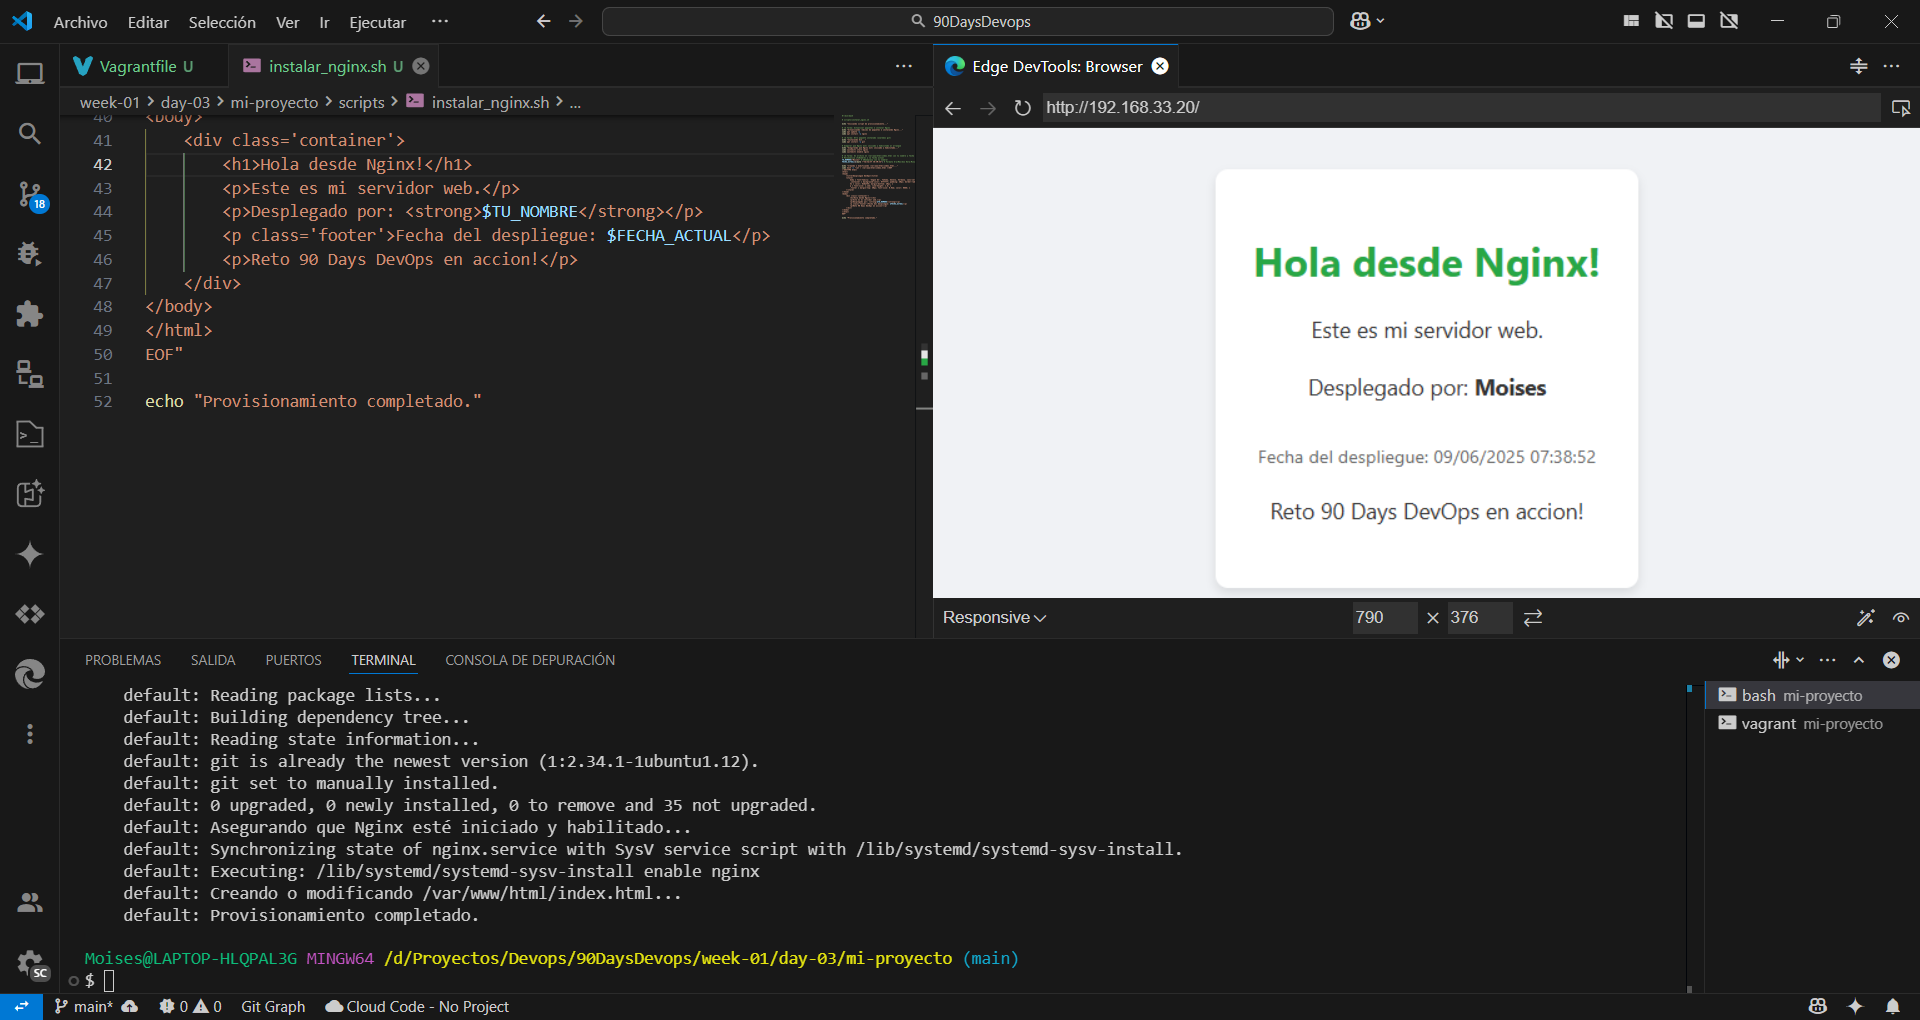 Archivo Editar Selección Ver Ir Ejecutar ···
90DaysDevops
Vagrantfile U
instalar_nginx.sh U
week-01 > day-03 > mi-proyecto > scripts > instalar_nginx.sh > ...
40 <body>
41 <div class='container'>
42 <h1>Hola desde Nginx!</h1>
43 <p>Este es mi servidor web.</p>
44 <p>Desplegado por: <strong>$TU_NOMBRE</strong></p>
45 <p class='footer'>Fecha del despliegue: $FECHA_ACTUAL</p>
46 <p>Reto 90 Days DevOps en accion!</p>
47 </div>
48 </body>
49 </html>
50 EOF"
51
52 echo "Provisionamiento completado."
Edge DevTools: Browser
http://192.168.33.20/
Hola desde Nginx!
Este es mi servidor web.
Desplegado por: Moises
Fecha del despliegue: 09/06/2025 07:38:52
Reto 90 Days DevOps en accion!
Responsive 790 × 376
18
PROBLEMAS SALIDA PUERTOS TERMINAL CONSOLA DE DEPURACIÓN
default: Reading package lists...
default: Building dependency tree...
default: Reading state information...
default: git is already the newest version (1:2.34.1-1ubuntu1.12).
default: git set to manually installed.
default: 0 upgraded, 0 newly installed, 0 to remove and 35 not upgraded.
default: Asegurando que Nginx esté iniciado y habilitado...
default: Synchronizing state of nginx.service with SysV service script with /lib/systemd/systemd-sysv-install.
default: Executing: /lib/systemd/systemd-sysv-install enable nginx
default: Creando o modificando /var/www/html/index.html...
default: Provisionamiento completado.
Moises@LAPTOP-HLQPAL3G MINGW64 /d/Proyectos/Devops/90DaysDevops/week-01/day-03/mi-proyecto (main)
$
bash mi-proyecto
vagrant mi-proyecto
SC
main* 0 0 Git Graph Cloud Code - No Project